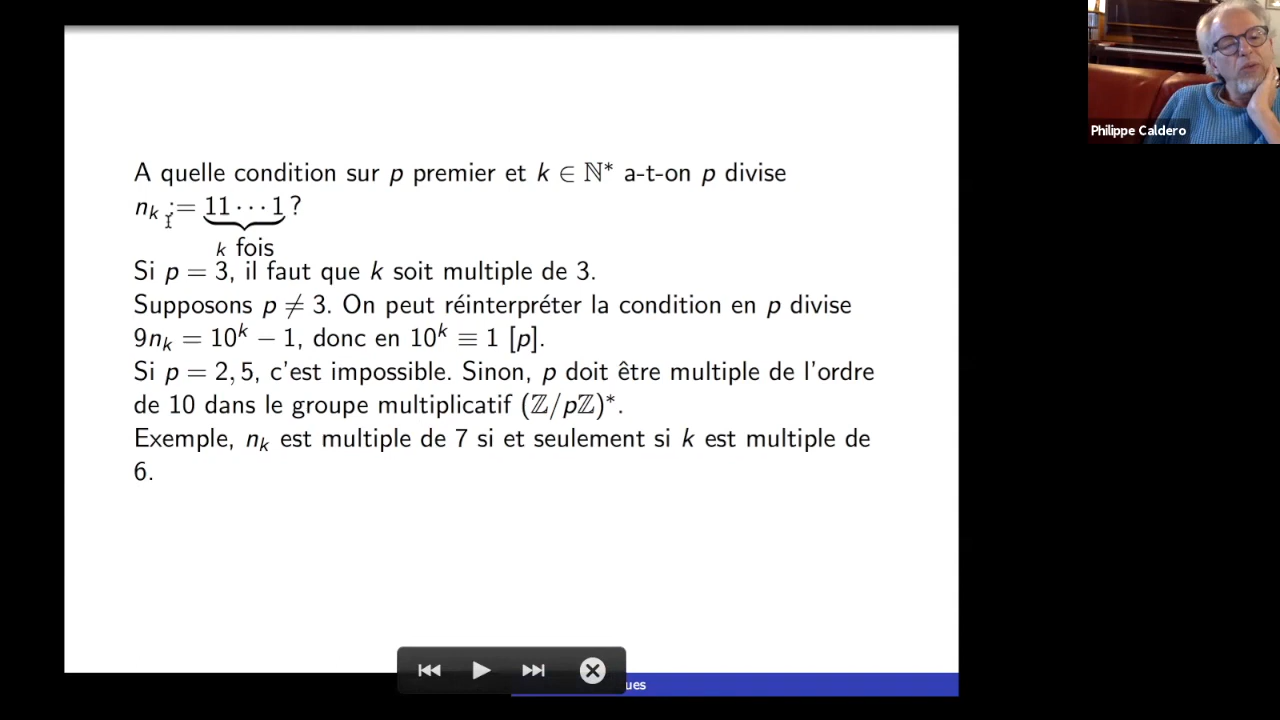 A quelle condition sur p premier et k ∈ ℕ* a-t-on p divise
n_k := 11···1 ?
k fois
Si p = 3, il faut que k soit multiple de 3.
Supposons p ≠ 3. On peut réinterpréter la condition en p divise
9n_k = 10^k − 1, donc en 10^k ≡ 1 [p].
Si p = 2, 5, c'est impossible. Sinon, p doit être multiple de l'ordre
de 10 dans le groupe multiplicatif (ℤ/pℤ)*.
Exemple, n_k est multiple de 7 si et seulement si k est multiple de
6.
ues
Philippe Caldero